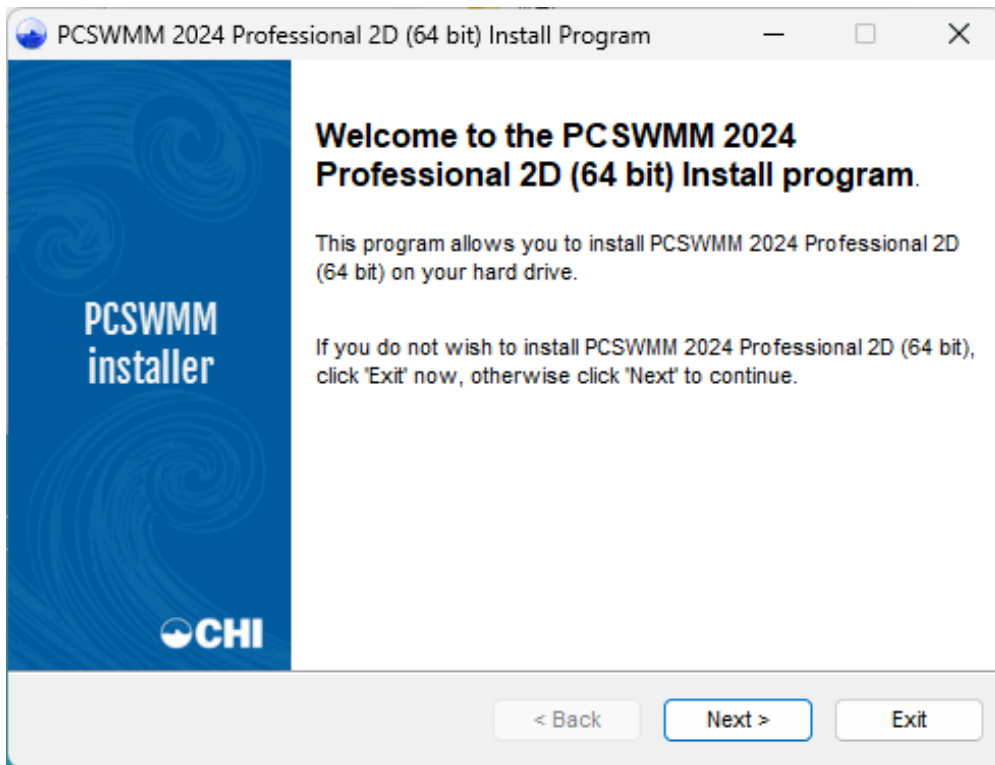 PCSWMM 2024 Professional 2D (64 bit) Install Program
Welcome to the PCSWMM 2024
Professional 2D (64 bit) Install program.
This program allows you to install PCSWMM 2024 Professional 2D
(64 bit) on your hard drive.
If you do not wish to install PCSWMM 2024 Professional 2D (64 bit),
click 'Exit' now, otherwise click 'Next' to continue.
PCSWMM
installer
CHI
< Back
Next >
Exit